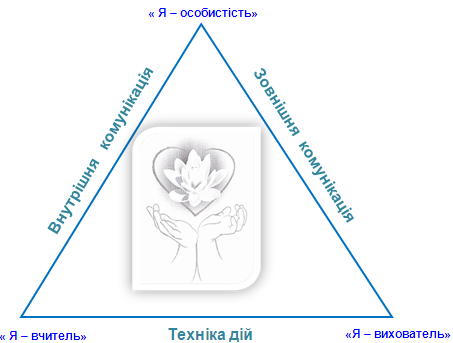 « Я – особистість»
Внутрішня комунікація
Зовнішня комунікація
« Я – вчитель»
Техніка дій
«Я – вихователь»